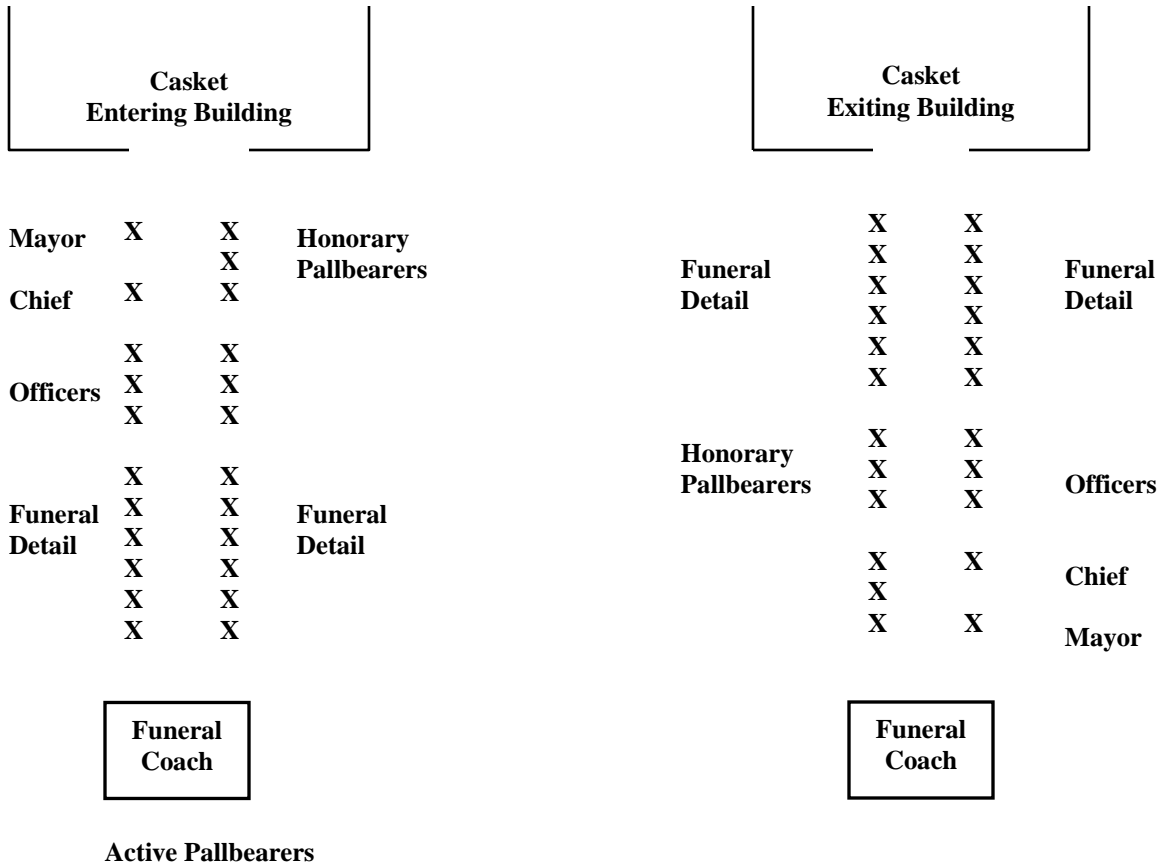 Casket
Entering Building
Mayor X X Honorary
X Pallbearers
Chief X X
X X
Officers X X
X X
X X
Funeral X X Funeral
Detail X X Detail
X X
X X
X X
Funeral
Coach
Active Pallbearers
Casket
Exiting Building
X X
X X
Funeral Funeral
X X
Detail Detail
X X
X X
X X
X X
Honorary
X X
Pallbearers Officers
X X
X X
Chief
X
X X
Mayor
Funeral
Coach